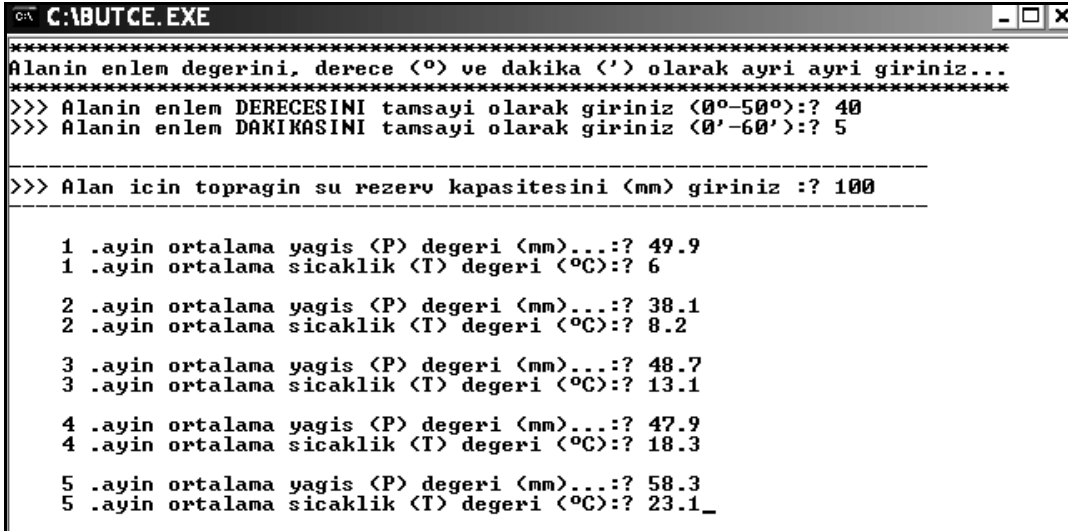 C:\BUTCE.EXE
****************************************************************************
Alanin enlem degerini, derece (º) ve dakika (') olarak ayri ayri giriniz...
****************************************************************************
>>> Alanin enlem DERECESINI tamsayi olarak giriniz (0º-50º):? 40
>>> Alanin enlem DAKIKASINI tamsayi olarak giriniz (0'-60'):? 5
----------------------------------------------------------------------
>>> Alan icin topragin su rezerv kapasitesini (mm) giriniz :? 100
----------------------------------------------------------------------
1 .ayin ortalama yagis (P) degeri (mm)...:? 49.9
1 .ayin ortalama sicaklik (T) degeri (ºC):? 6
2 .ayin ortalama yagis (P) degeri (mm)...:? 38.1
2 .ayin ortalama sicaklik (T) degeri (ºC):? 8.2
3 .ayin ortalama yagis (P) degeri (mm)...:? 48.7
3 .ayin ortalama sicaklik (T) degeri (ºC):? 13.1
4 .ayin ortalama yagis (P) degeri (mm)...:? 47.9
4 .ayin ortalama sicaklik (T) degeri (ºC):? 18.3
5 .ayin ortalama yagis (P) degeri (mm)...:? 58.3
5 .ayin ortalama sicaklik (T) degeri (ºC):? 23.1_